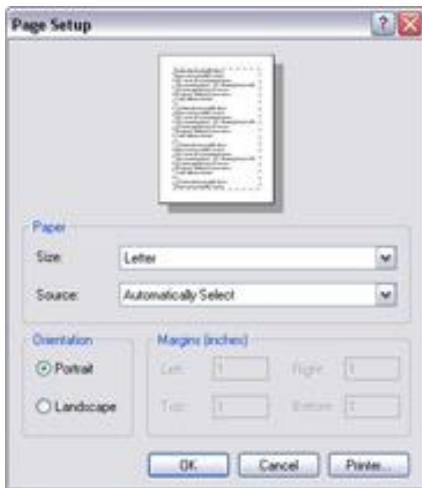 Page Setup
Paper
Size: Letter
Source: Automatically Select
Orientation Margins (inches)
Portrait Left: 1 Right: 1
Landscape Top: 1 Bottom: 1
OK Cancel Printer...